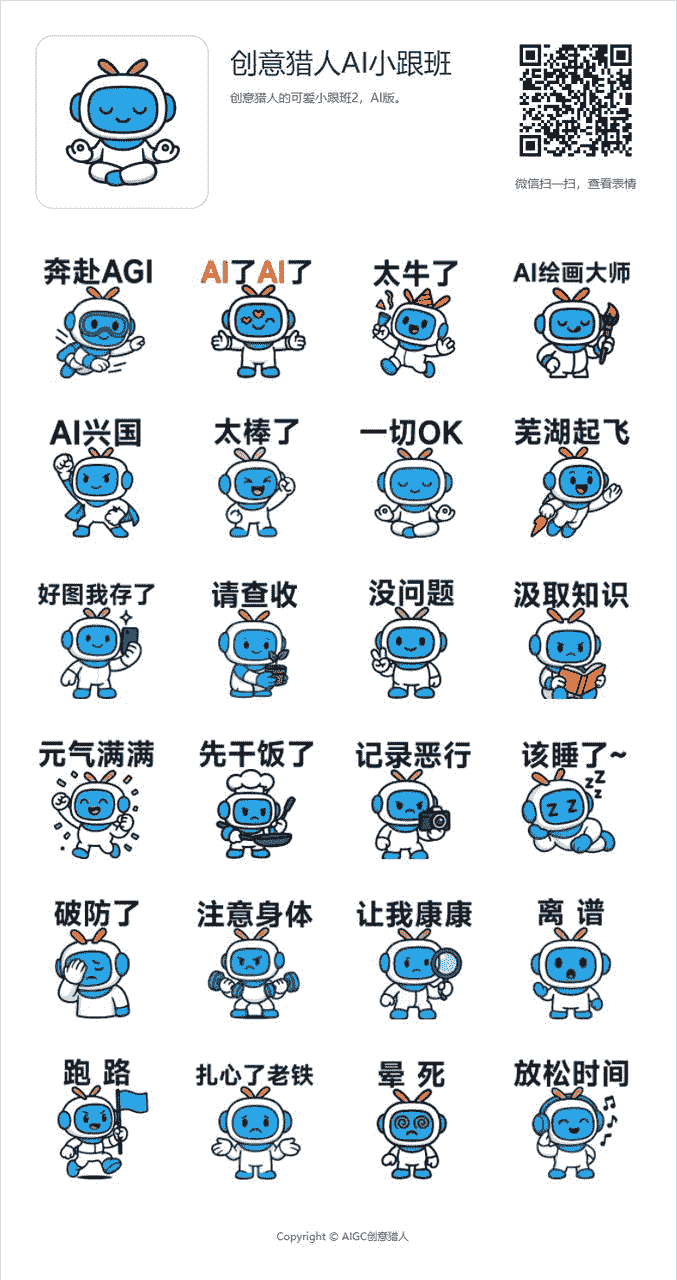 创意猎人AI小跟班
创意猎人的可爱小跟班2，AI版。
微信扫一扫，查看表情
奔赴AGI
AI了AI了
太牛了
AI绘画大师
AI兴国
太棒了
一切OK
芜湖起飞
好图我存了
请查收
没问题
汲取知识
元气满满
先干饭了
记录恶行
该睡了~
z z
z z z
破防了
注意身体
让我康康
离 谱
跑 路
扎心了老铁
晕 死
放松时间
Copyright © AIGC创意猎人